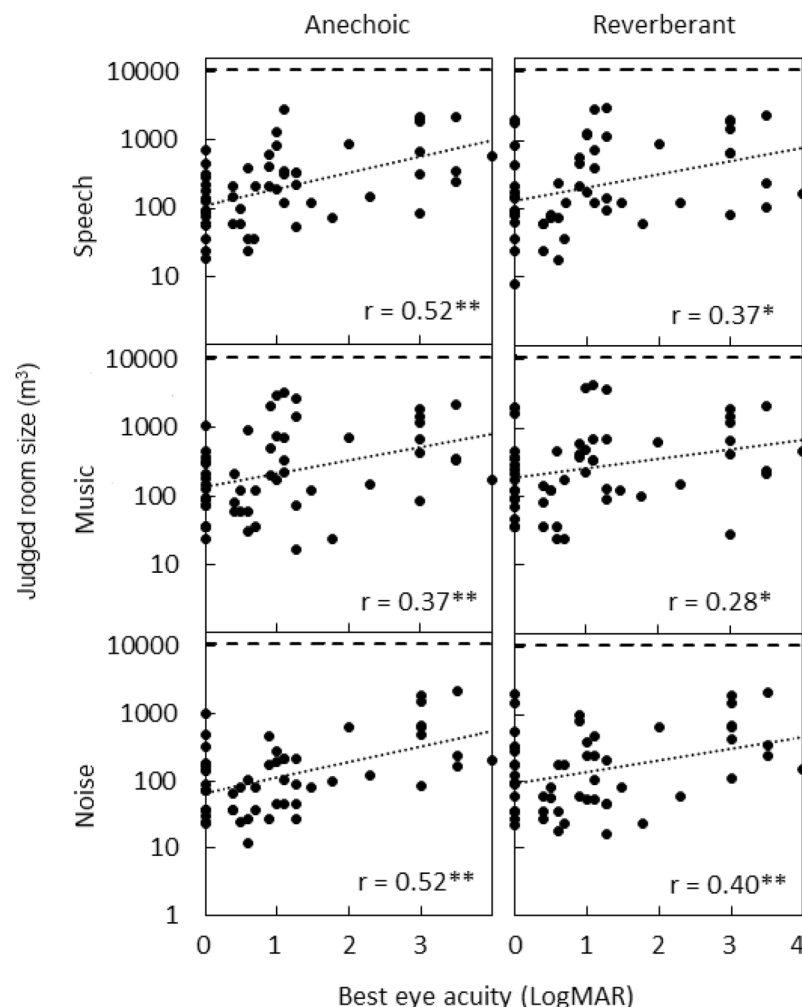 Anechoic Reverberant
10000
1000
100
10
Speech
r = 0.52** r = 0.37*
10000
1000
100
10
Music
Judged room size (m³)
r = 0.37** r = 0.28*
10000
1000
100
10
1
Noise
r = 0.52** r = 0.40**
0 1 2 3 0 1 2 3 4
Best eye acuity (LogMAR)